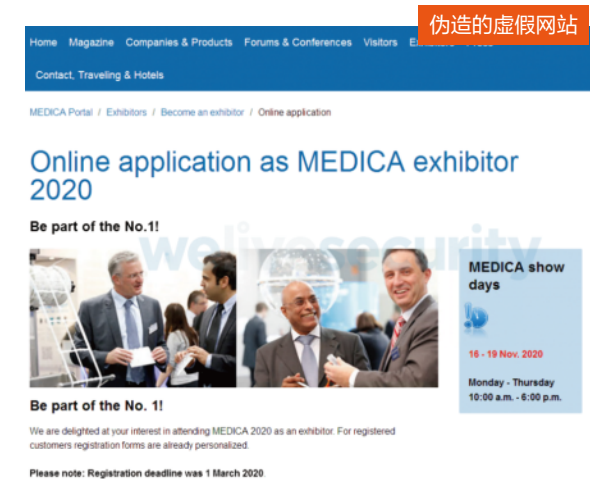 伪造的虚假网站
Home Magazine Companies & Products Forums & Conferences Visitors
Contact, Traveling & Hotels
MEDICA Portal / Exhibitors / Become an exhibitor / Online application
Online application as MEDICA exhibitor
2020
Be part of the No.1!
welivesecurity
MEDICA show
days
16 - 19 Nov. 2020
Monday - Thursday
10:00 a.m. - 6:00 p.m.
Be part of the No. 1!
We are delighted at your interest in attending MEDICA 2020 as an exhibitor. For registered
customers registration forms are already personalized.
Please note: Registration deadline was 1 March 2020.